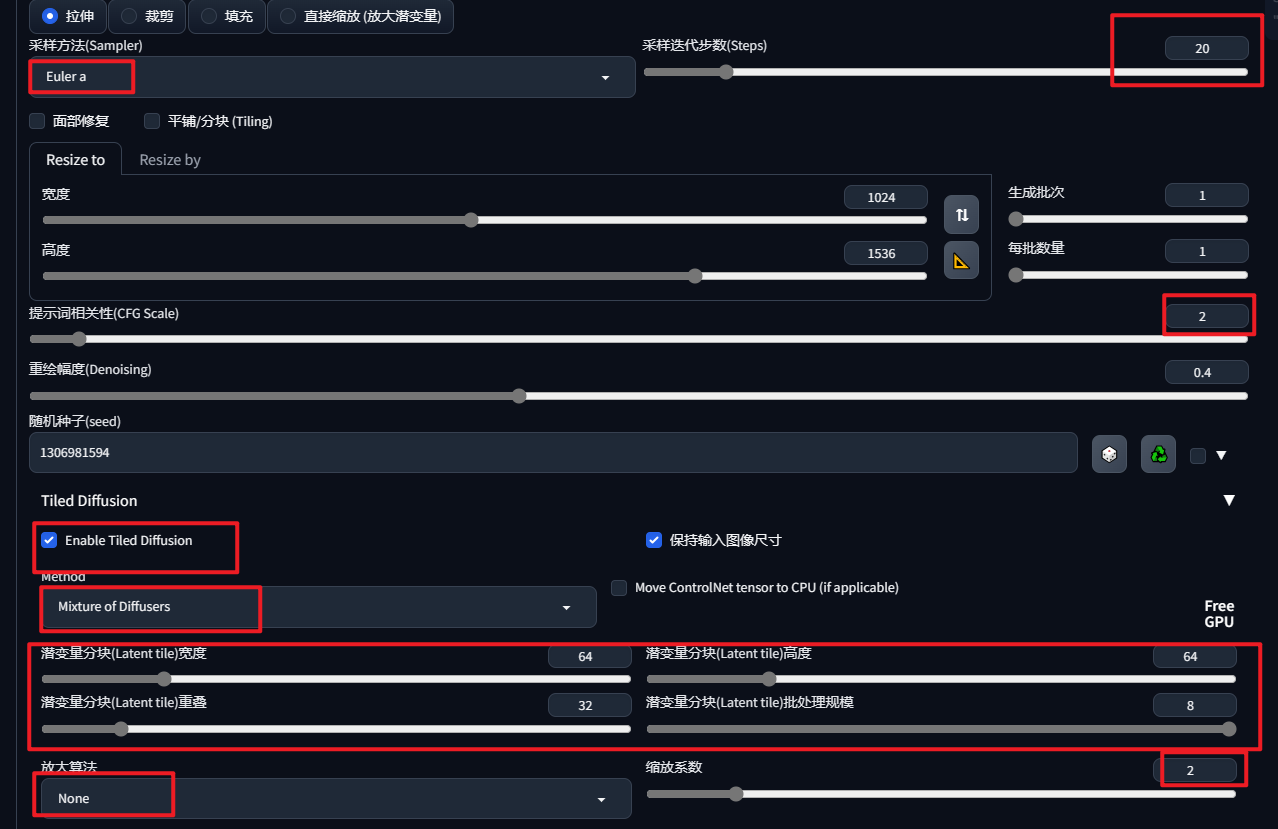 拉伸 裁剪 填充 直接缩放 (放大潜变量)
采样方法(Sampler) 采样迭代步数(Steps) 20
Euler a
面部修复 平铺/分块 (Tiling)
Resize to Resize by
宽度 1024 生成批次 1
高度 1536 每批数量 1
提示词相关性(CFG Scale) 2
重绘幅度(Denoising) 0.4
随机种子(seed)
1306981594
Tiled Diffusion
Enable Tiled Diffusion 保持输入图像尺寸
Method
Mixture of Diffusers Move ControlNet tensor to CPU (if applicable)
Free
GPU
潜变量分块(Latent tile)宽度 64 潜变量分块(Latent tile)高度 64
潜变量分块(Latent tile)重叠 32 潜变量分块(Latent tile)批处理规模 8
放大算法 缩放系数 2
None